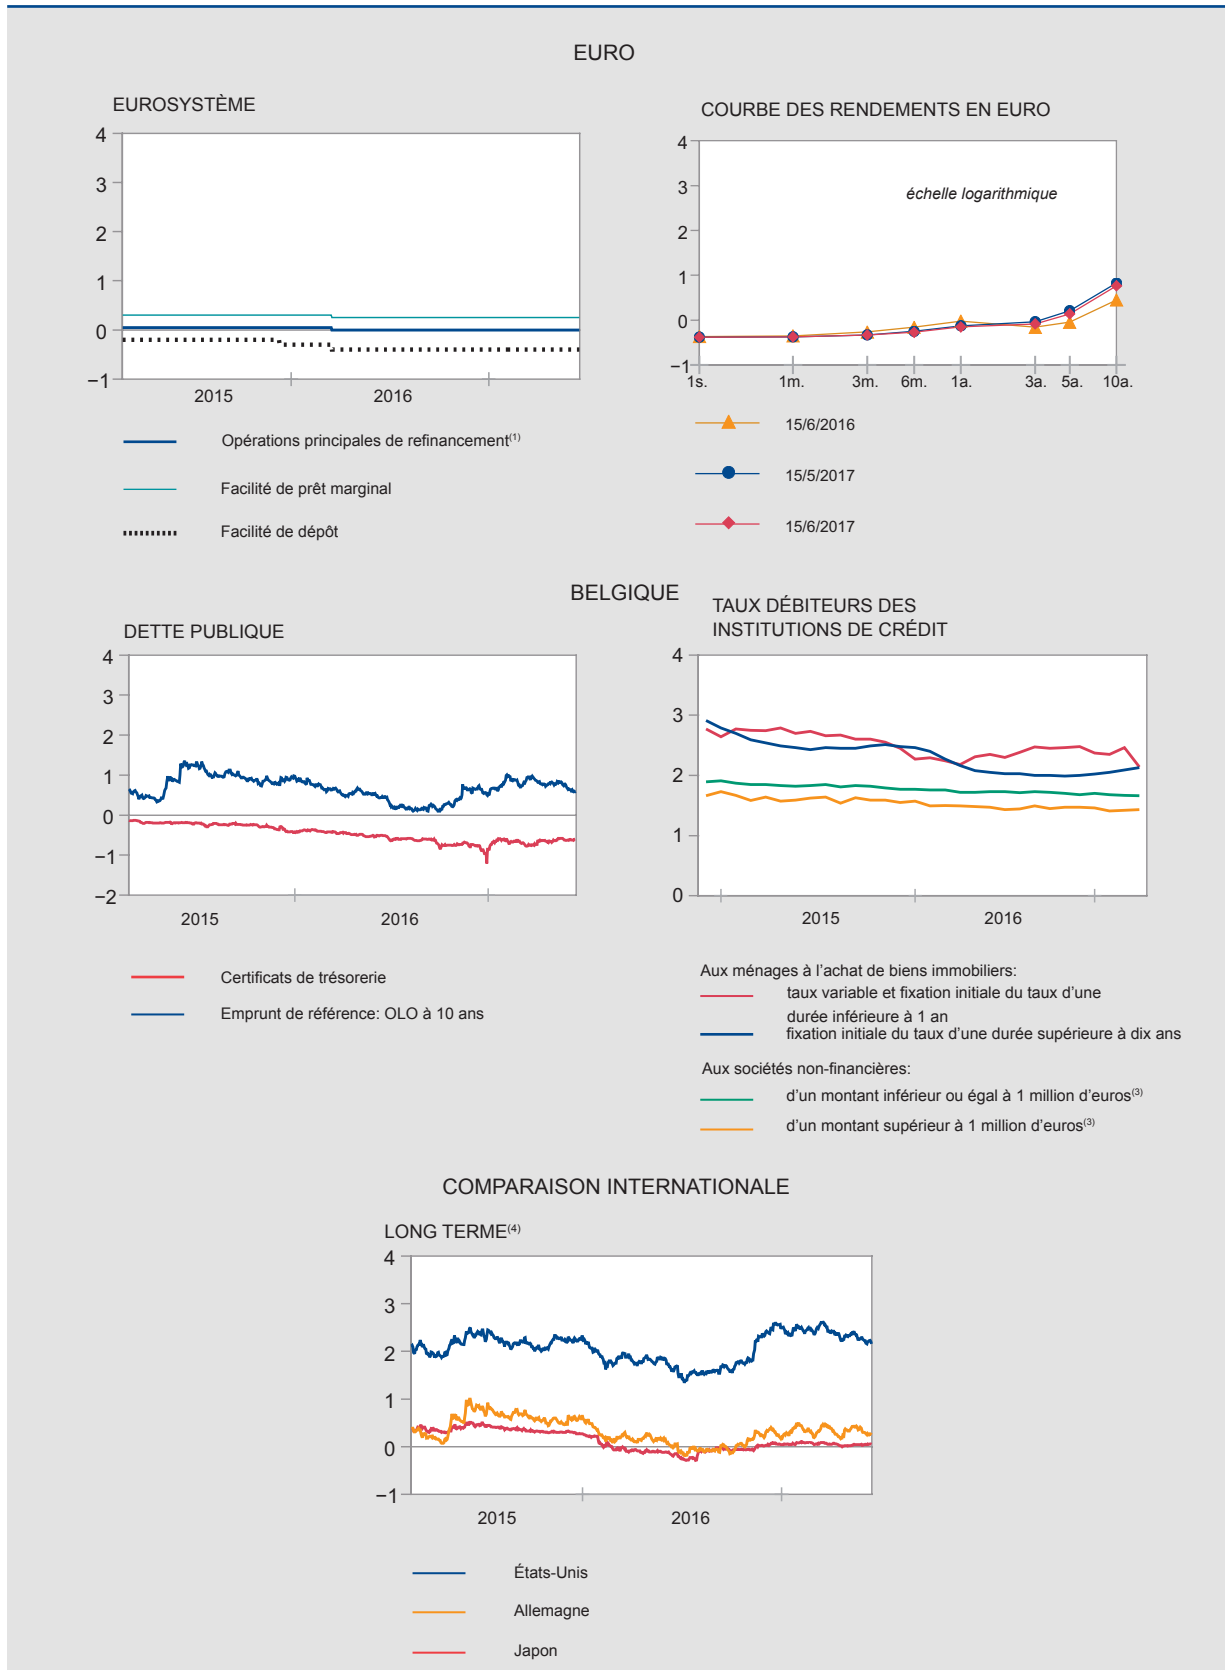 EURO
EUROSYSTÈME
4
3
2
1
0
−1
2015
2016
Opérations principales de refinancement(1)
Facilité de prêt marginal
Facilité de dépôt
COURBE DES RENDEMENTS EN EURO
échelle logarithmique
4
3
2
1
0
−1
1s.
1m.
3m.
6m.
1a.
3a.
5a.
10a.
15/6/2016
15/5/2017
15/6/2017
BELGIQUE
DETTE PUBLIQUE
4
3
2
1
0
−1
−2
2015
2016
Certificats de trésorerie
Emprunt de référence: OLO à 10 ans
TAUX DÉBITEURS DES
INSTITUTIONS DE CRÉDIT
4
3
2
1
0
2015
2016
Aux ménages à l’achat de biens immobiliers:
taux variable et fixation initiale du taux d’une
durée inférieure à 1 an
fixation initiale du taux d’une durée supérieure à dix ans
Aux sociétés non-financières:
d’un montant inférieur ou égal à 1 million d’euros(3)
d’un montant supérieur à 1 million d’euros(3)
COMPARAISON INTERNATIONALE
LONG TERME(4)
4
3
2
1
0
−1
2015
2016
États-Unis
Allemagne
Japon